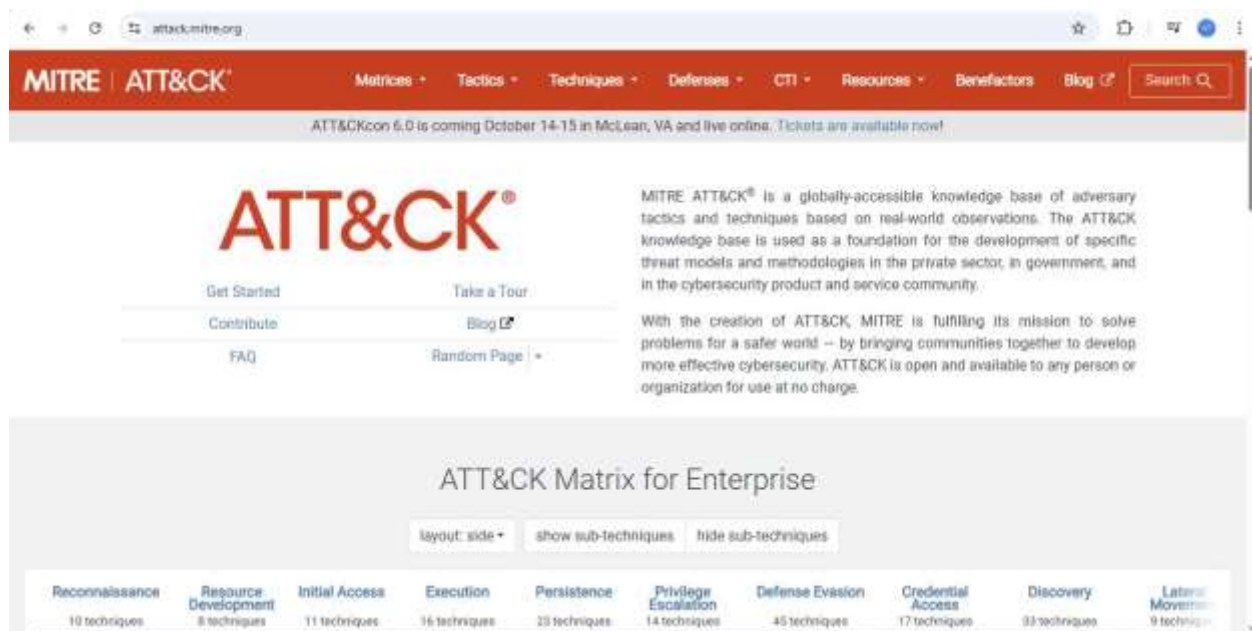 attack.mitre.org
MITRE | ATT&CK®
Matrices Tactics Techniques Defenses CTI Resources Benefactors Blog Search
ATT&CKcon 6.0 is coming October 14-15 in McLean, VA and live online. Tickets are available now!
ATT&CK®
Get Started Take a Tour
Contribute Blog
FAQ Random Page
MITRE ATT&CK® is a globally-accessible knowledge base of adversary
tactics and techniques based on real-world observations. The ATT&CK
knowledge base is used as a foundation for the development of specific
threat models and methodologies in the private sector, in government, and
in the cybersecurity product and service community.
With the creation of ATT&CK, MITRE is fulfilling its mission to solve
problems for a safer world — by bringing communities together to develop
more effective cybersecurity. ATT&CK is open and available to any person or
organization for use at no charge.
ATT&CK Matrix for Enterprise
layout: side show sub-techniques hide sub-techniques
Reconnaissance Resource Development Initial Access Execution Persistence Privilege Escalation Defense Evasion Credential Access Discovery Lateral
10 techniques 8 techniques 11 techniques 16 techniques 23 techniques 14 techniques 45 techniques 17 techniques 33 techniques 9